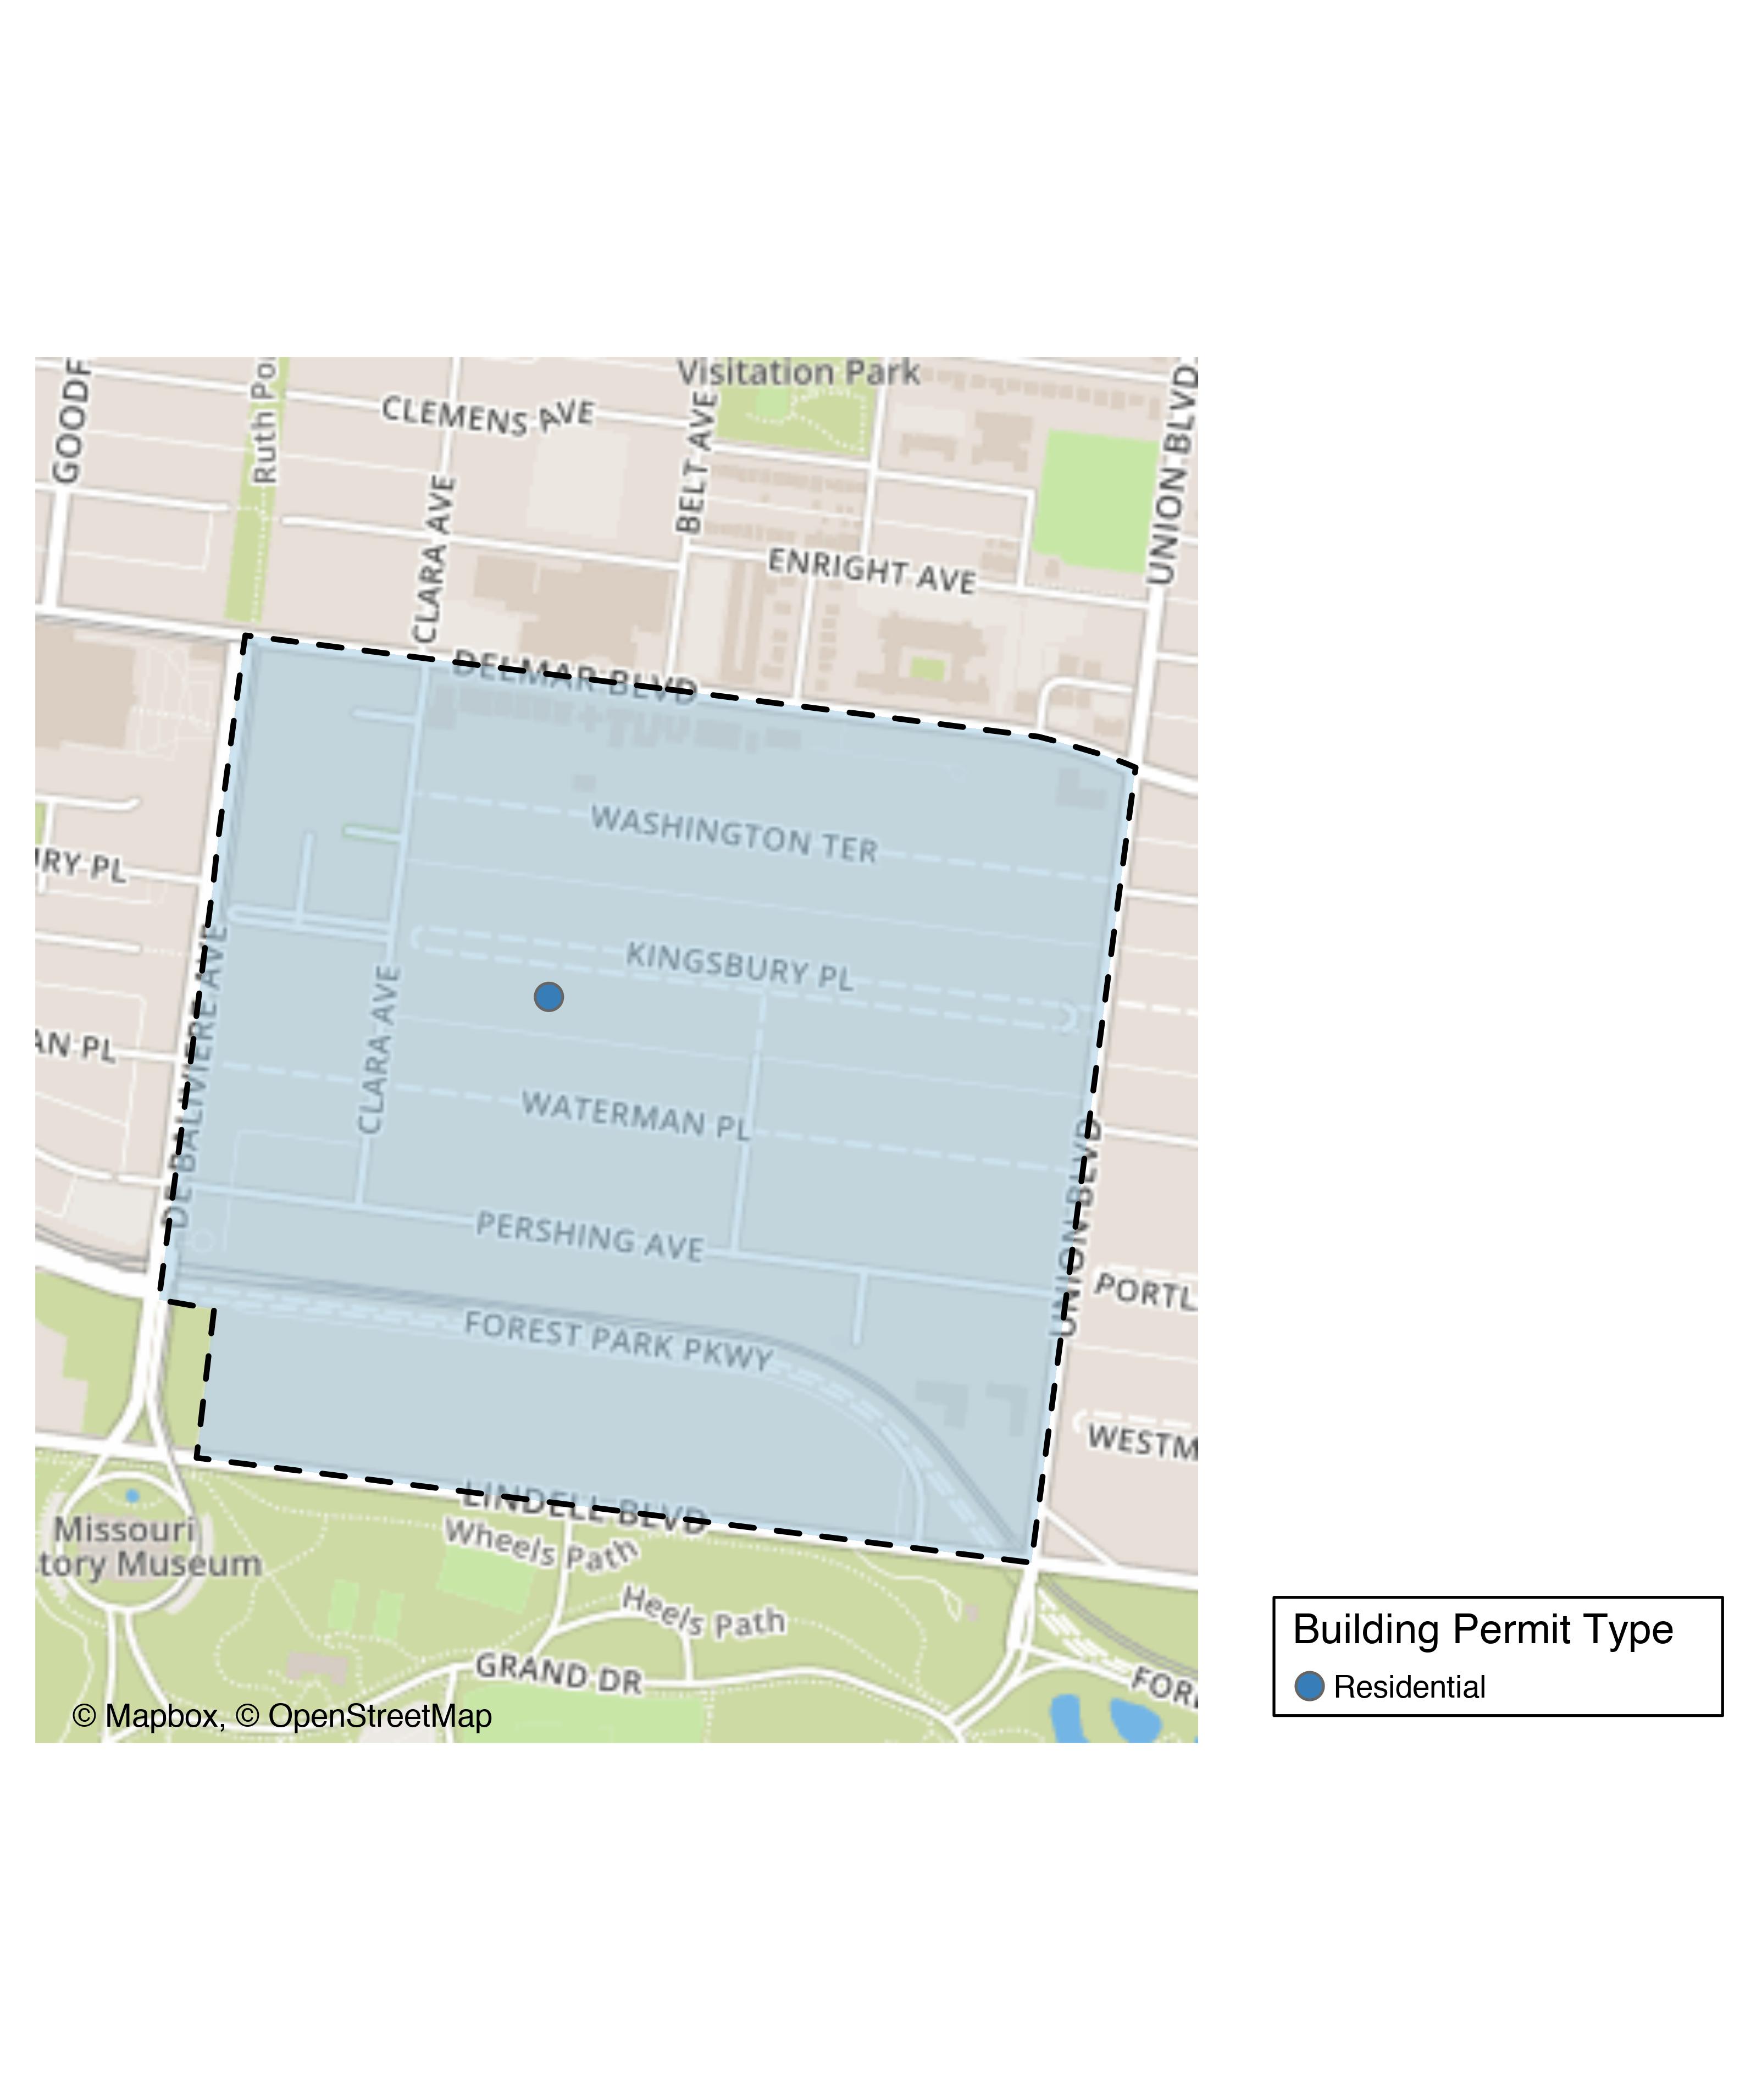 Visitation Park
GOODF
Ruth Po
CLEMENS AVE
BELT AVE
UNION BLVD
CLARA AVE
ENRIGHT AVE
DELMAR BLVD
WASHINGTON TER
URY PL
KINGSBURY PL
DE BALIVIERE AVE
CLARA AVE
AN PL
WATERMAN PL
UNION BLVD
PERSHING AVE
PORTL
FOREST PARK PKWY
WESTM
LINDELL BLVD
Wheels Path
Missouri
tory Museum
Heels Path
GRAND DR
FOR
© Mapbox, © OpenStreetMap
Building Permit Type
Residential